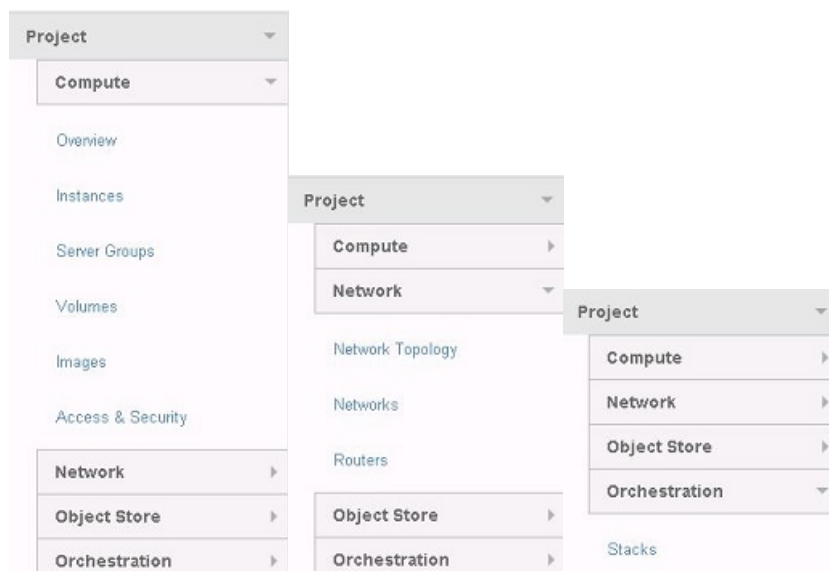 Project
Compute
Overview
Instances
Server Groups
Volumes
Images
Access & Security
Network
Object Store
Orchestration
Project
Compute
Network
Network Topology
Networks
Routers
Object Store
Orchestration
Project
Compute
Network
Object Store
Orchestration
Stacks